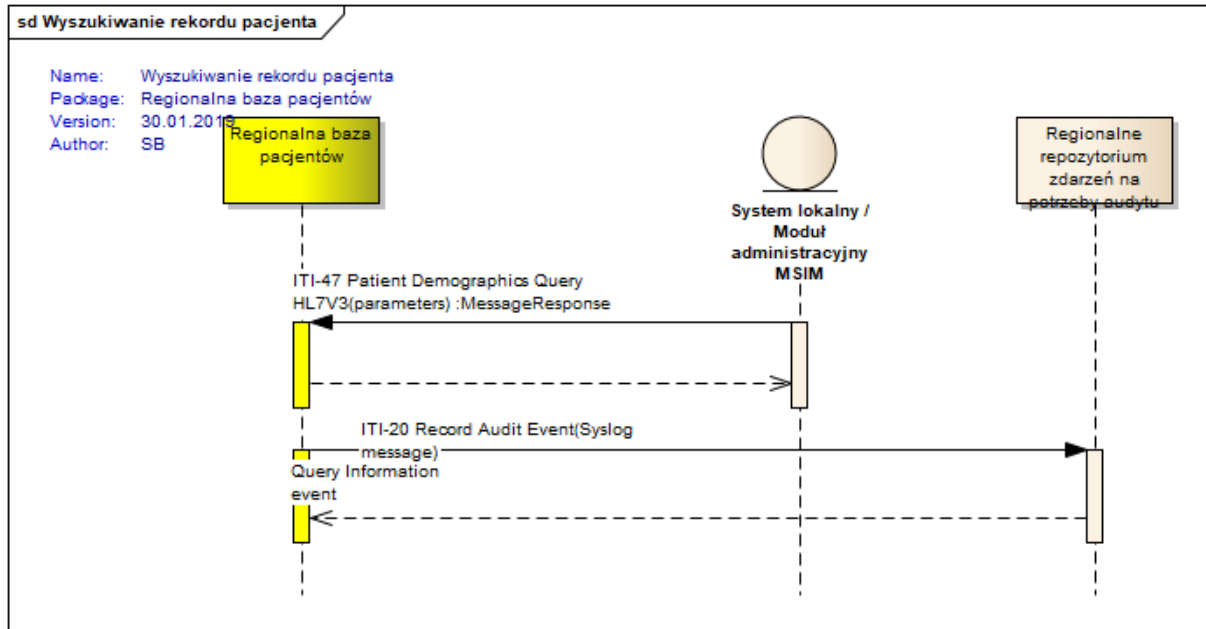 sd Wyszukiwanie rekordu pacjenta
Name: Wyszukiwanie rekordu pacjenta
Package: Regionalna baza pacjentów
Version: 30.01.2019
Author: SB
Regionalna baza
pacjentów
System lokalny /
Moduł
administracyjny
MSIM
Regionalne
repozytorium
zdarzeń na
potrzeby audytu
ITI-47 Patient Demographics Query
HL7V3(parameters) :MessageResponse
ITI-20 Record Audit Event(Syslog
message)
Query Information
event